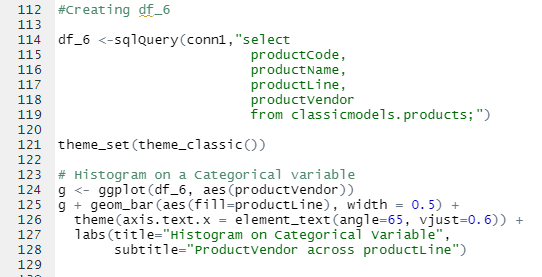 112 #Creating df_6
113
114 df_6 <-sqlQuery(conn1,"select
115 productCode,
116 productName,
117 productLine,
118 productVendor
119 from classicmodels.products;")
120
121 theme_set(theme_classic())
122
123 # Histogram on a Categorical variable
124 g <- ggplot(df_6, aes(productVendor))
125 g + geom_bar(aes(fill=productLine), width = 0.5) +
126 theme(axis.text.x = element_text(angle=65, vjust=0.6)) +
127 labs(title="Histogram on Categorical Variable",
128 subtitle="ProductVendor across productLine")
129